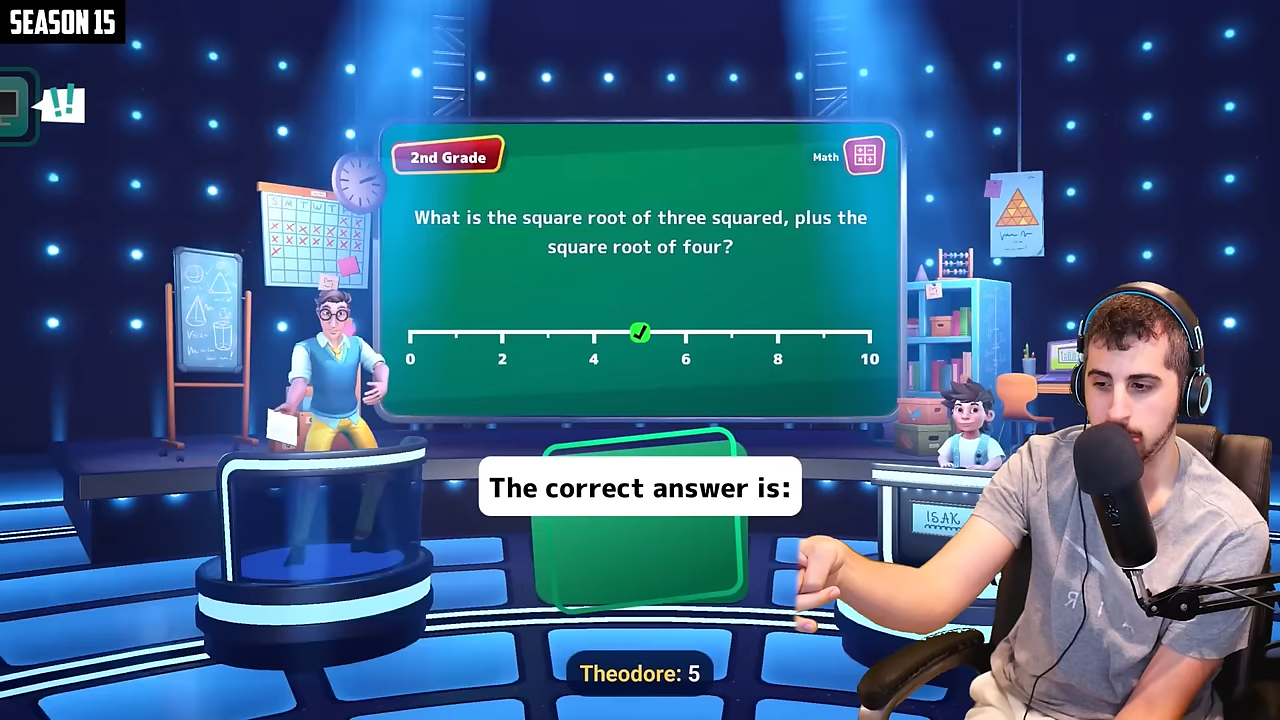 SEASON 15
!!
2nd Grade
Math
What is the square root of three squared, plus the
square root of four?
0 2 4 6 8 10
The correct answer is:
ISAK
Theodore: 5